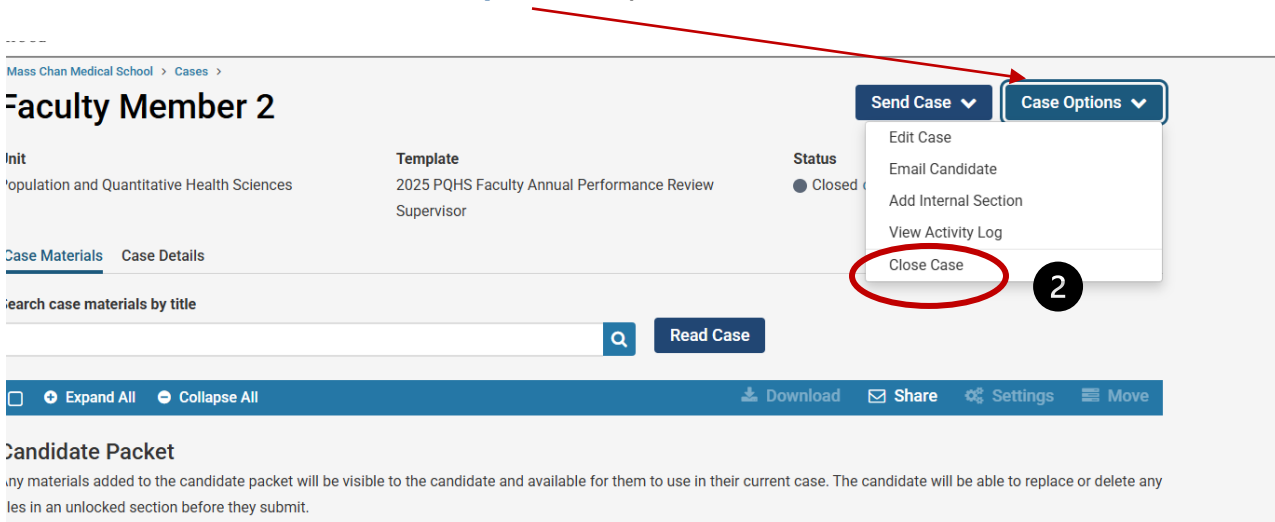 Mass Chan Medical School > Cases >
Faculty Member 2
Send Case
Case Options
Unit
Template
Status
Population and Quantitative Health Sciences
2025 PQHS Faculty Annual Performance Review
Supervisor
Closed
Edit Case
Email Candidate
Add Internal Section
View Activity Log
Close Case
2
Case Materials Case Details
Search case materials by title
Read Case
Expand All Collapse All Download Share Settings Move
Candidate Packet
Any materials added to the candidate packet will be visible to the candidate and available for them to use in their current case. The candidate will be able to replace or delete any
les in an unlocked section before they submit.